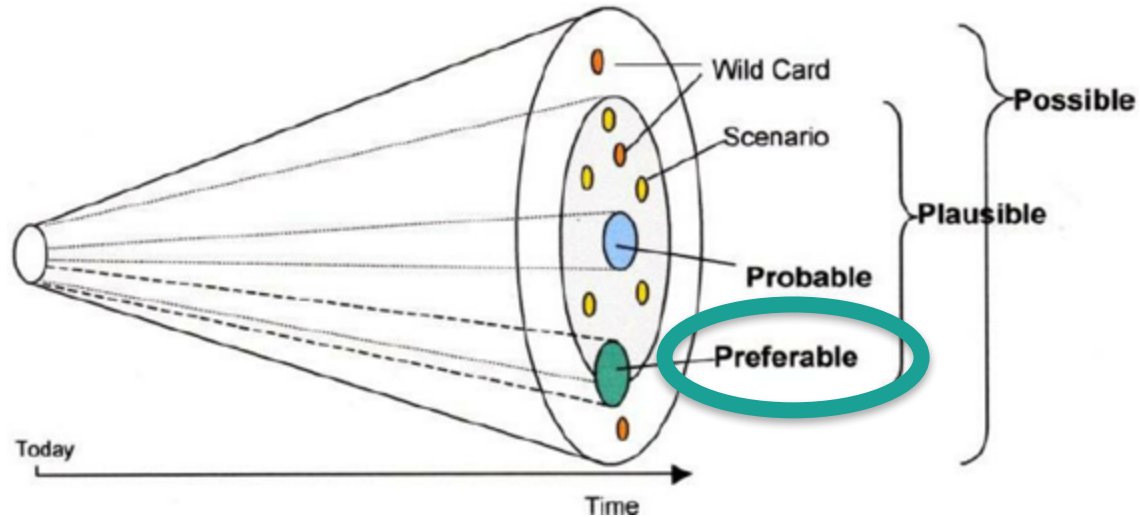 Wild Card
Possible
Scenario
Plausible
Probable
Preferable
Today
Time